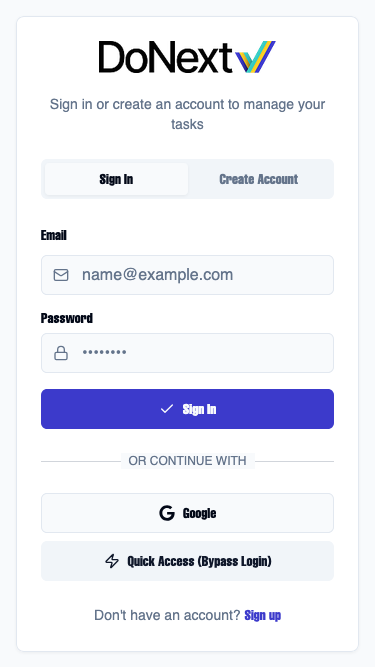 DoNext
Sign in or create an account to manage your
tasks
Sign In
Create Account
Email
name@example.com
Password
••••••••
Sign In
OR CONTINUE WITH
Google
Quick Access (Bypass Login)
Don't have an account? Sign up